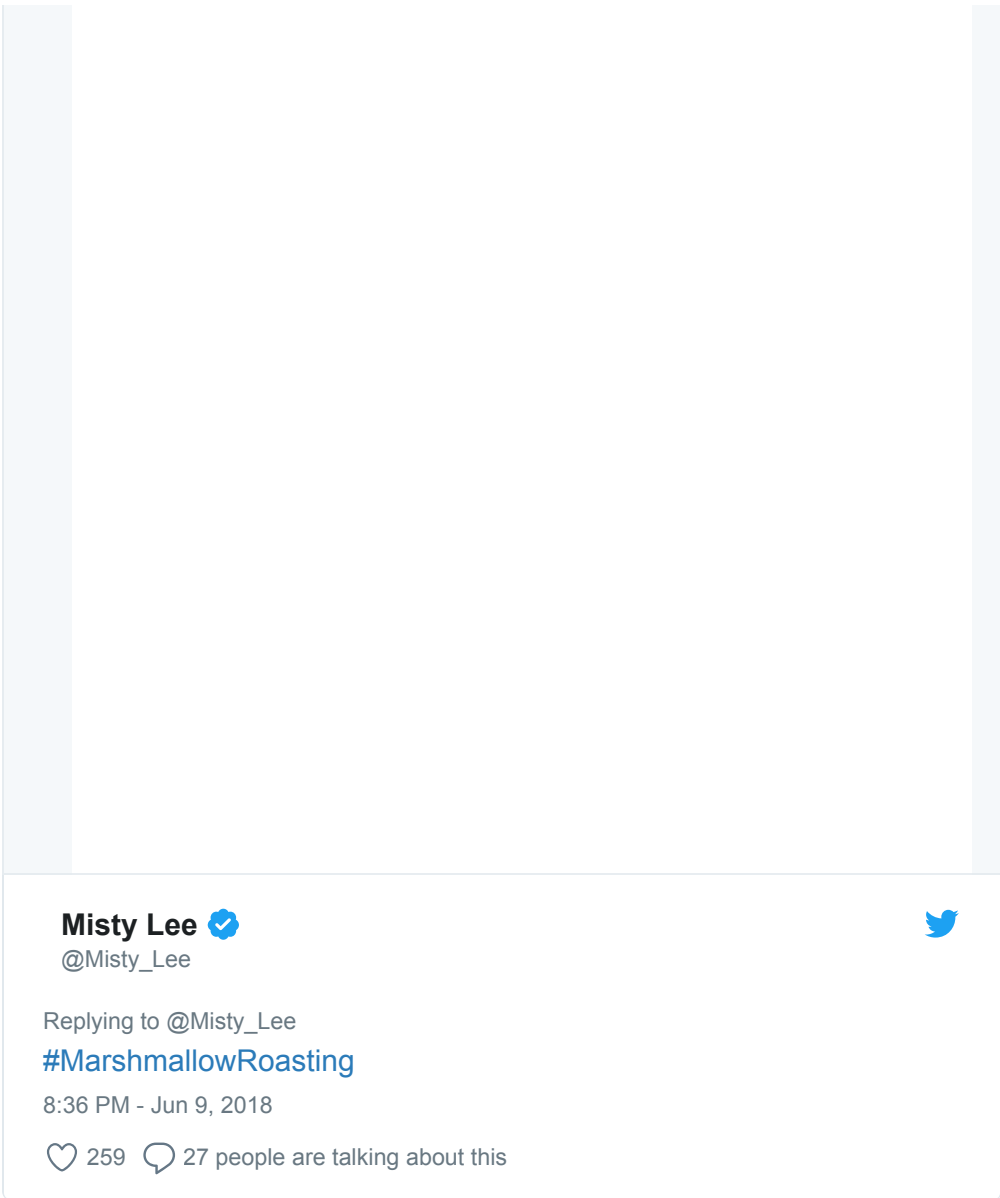 Misty Lee
@Misty_Lee
Replying to @Misty_Lee
#MarshmallowRoasting
8:36 PM - Jun 9, 2018
259 27 people are talking about this